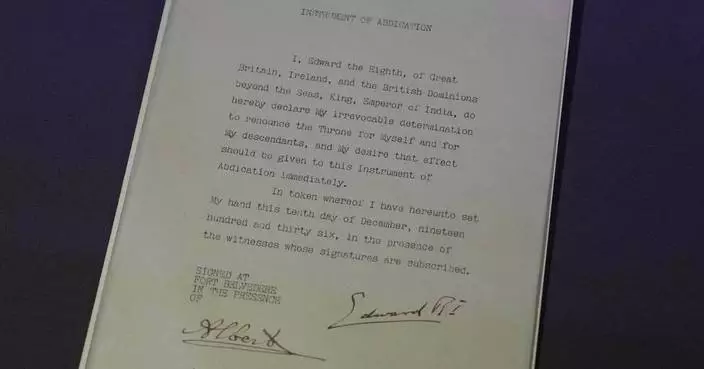 INSTRUMENT OF ABDICATION
I, Edward the Eighth, of Great
Britain, Ireland, and the British Dominions
beyond the Seas, King, Emperor of India, do
hereby declare My irrevocable determination
to renounce the Throne for Myself and for
My descendants, and My desire that effect
should be given to this Instrument of
Abdication immediately.
In token whereof I have hereunto set
My hand this tenth day of December, nineteen
hundred and thirty six, in the presence of
the witnesses whose signatures are subscribed.
SIGNED AT
FORT BELVEDERE
IN THE PRESENCE
OF
Edward RI
Albert